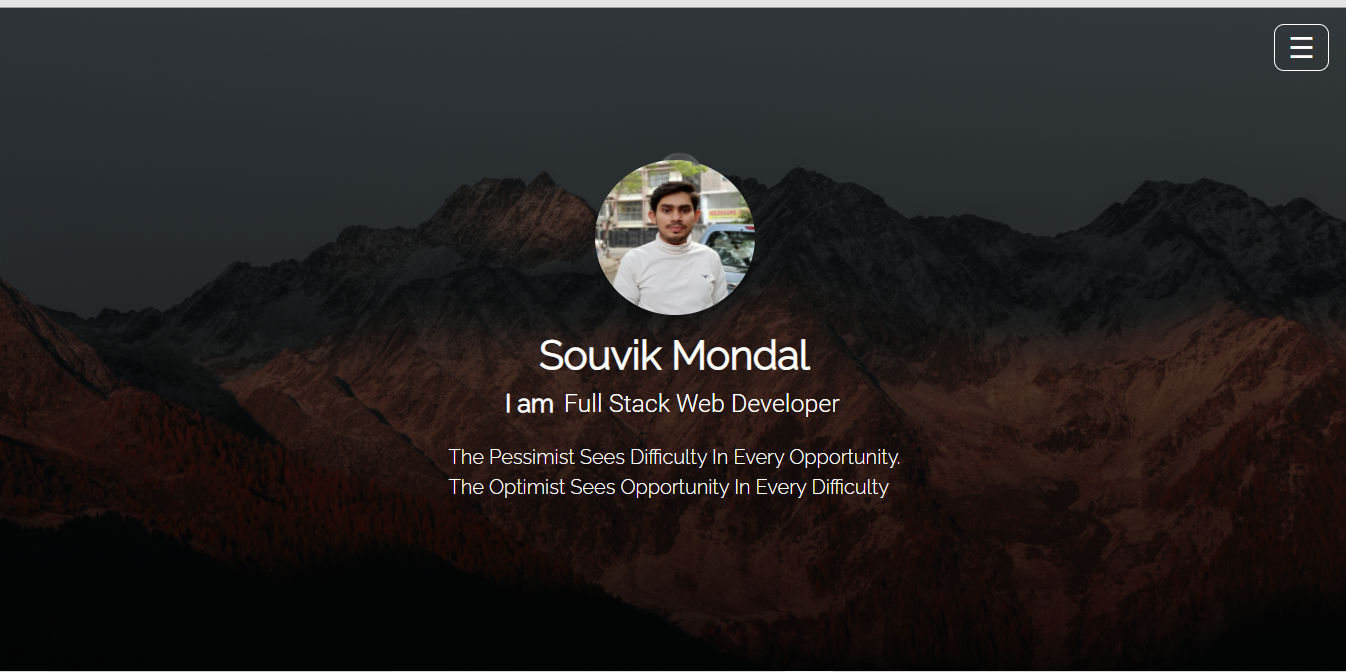 Souvik Mondal
I am Full Stack Web Developer
The Pessimist Sees Difficulty In Every Opportunity.
The Optimist Sees Opportunity In Every Difficulty